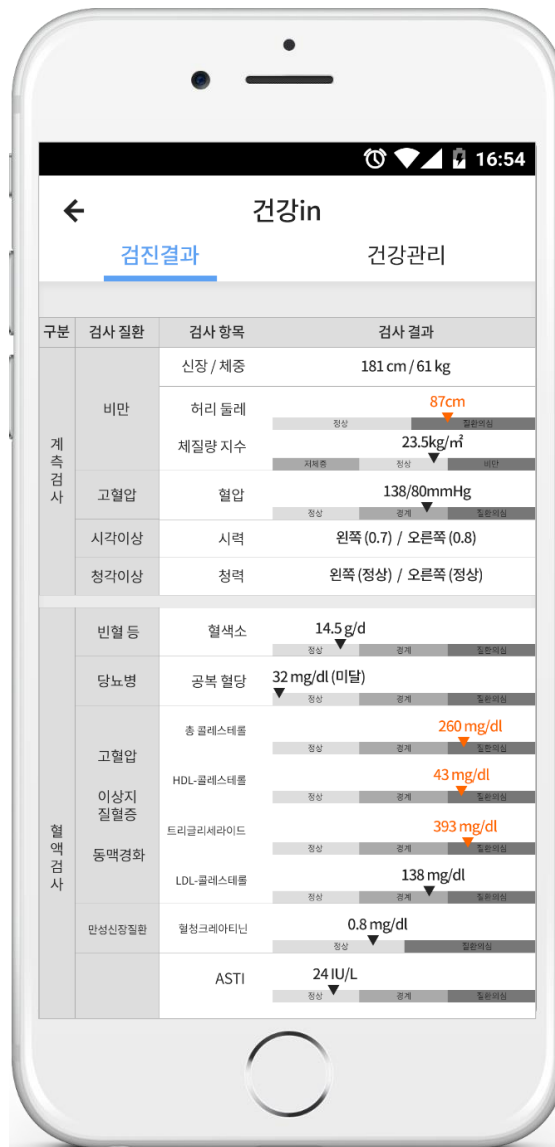 16:54
건강in
검진결과 건강관리
구분 검사 질환 검사 항목 검사 결과
계측검사
비만
신장 / 체중 181 cm / 61 kg
허리 둘레 87cm
정상 질환의심
체질량 지수 23.5kg/㎡
저체중 정상 비만
고혈압 혈압 138/80mmHg
정상 경계 질환의심
시각이상 시력 왼쪽 (0.7) / 오른쪽 (0.8)
청각이상 청력 왼쪽 (정상) / 오른쪽 (정상)
혈액검사
빈혈 등 혈색소 14.5 g/d
정상 경계 질환의심
당뇨병 공복 혈당 32 mg/dl (미달)
정상 경계 질환의심
고혈압
이상지
질혈증
동맥경화
총 콜레스테롤 260 mg/dl
정상 경계 질환의심
HDL-콜레스테롤 43 mg/dl
정상 경계 질환의심
트리글리세라이드 393 mg/dl
정상 경계 질환의심
LDL-콜레스테롤 138 mg/dl
정상 경계 질환의심
만성신장질환 혈청크레아티닌 0.8 mg/dl
정상 질환의심
ASTI 24 IU/L
정상 경계 질환의심